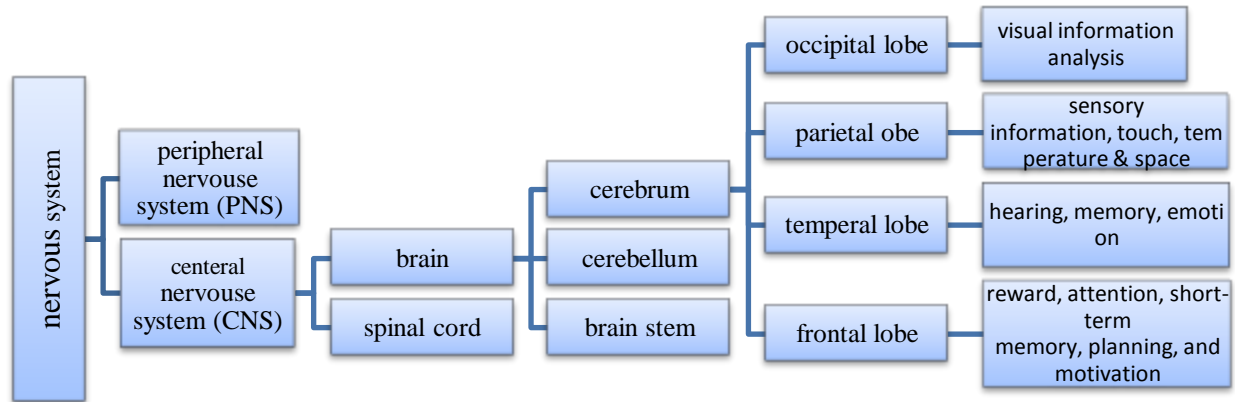 nervous system
peripheral
nervouse
system (PNS)
centeral
nervouse
system (CNS)
brain
spinal cord
cerebrum
cerebellum
brain stem
occipital lobe
parietal obe
temperal lobe
frontal lobe
visual information
analysis
sensory
information, touch, tem
perature & space
hearing, memory, emoti
on
reward, attention, short-
term
memory, planning, and
motivation